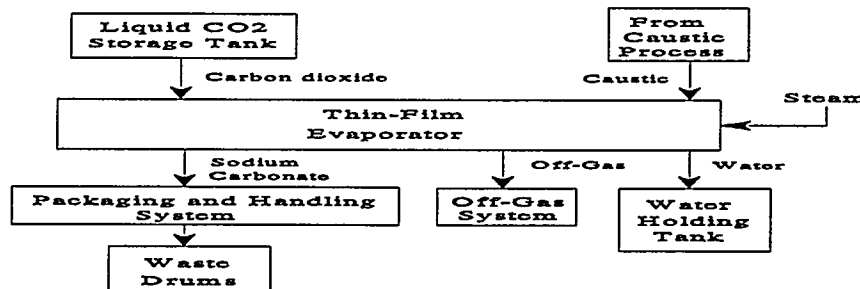 Liquid CO2
Storage Tank
From
Caustic
Process
Carbon dioxide
Caustic
Steam
Thin-Film
Evaporator
Sodium
Carbonate
Off-Gas
Water
Packaging and Handling
System
Off-Gas
System
Water
Holding
Tank
Waste
Drums